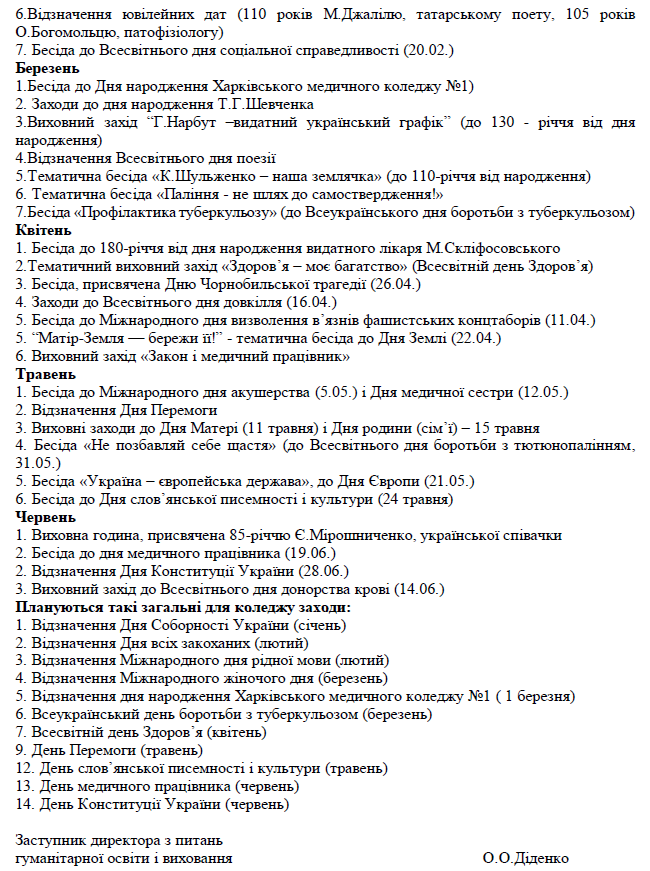 6.Відзначення ювілейних дат (110 років М.Джалілю, татарському поету, 105 років
О.Богомольцю, патофізіологу)
7. Бесіда до Всесвітнього дня соціальної справедливості (20.02.)
Березень
1.Бесіда до Дня народження Харківського медичного коледжу №1)
2. Заходи до дня народження Т.Г.Шевченка
3.Виховний захід “Г.Нарбут –видатний український графік” (до 130 - річчя від дня
народження)
4.Відзначення Всесвітнього дня поезії
5.Тематична бесіда «К.Шульженко – наша землячка» (до 110-річчя від народження)
6. Тематична бесіда «Паління - не шлях до самоствердження!»
7.Бесіда «Профілактика туберкульозу» (до Всеукраїнського дня боротьби з туберкульозом)
Квітень
1. Бесіда до 180-річчя від дня народження видатного лікаря М.Скліфосовського
2.Тематичний виховний захід «Здоров’я – моє багатство» (Всесвітній день Здоров’я)
3. Бесіда, присвячена Дню Чорнобильської трагедії (26.04.)
4. Заходи до Всесвітнього дня довкілля (16.04.)
5. Бесіда до Міжнародного дня визволення в’язнів фашистських концтаборів (11.04.)
5. “Матір-Земля — бережи її!” - тематична бесіда до Дня Землі (22.04.)
6. Виховний захід «Закон і медичний працівник»
Травень
1. Бесіда до Міжнародного дня акушерства (5.05.) і Дня медичної сестри (12.05.)
2. Відзначення Дня Перемоги
3. Виховні заходи до Дня Матері (11 травня) і Дня родини (сім’ї) – 15 травня
4. Бесіда «Не позбавляй себе щастя» (до Всесвітнього дня боротьби з тютюнопалінням,
31.05.)
5. Бесіда «Україна – європейська держава», до Дня Європи (21.05.)
6. Бесіда до Дня слов’янської писемності і культури (24 травня)
Червень
1. Виховна година, присвячена 85-річчю Є.Мірошниченко, української співачки
2. Бесіда до дня медичного працівника (19.06.)
2. Відзначення Дня Конституції України (28.06.)
3. Виховний захід до Всесвітнього дня донорства крові (14.06.)
Плануються такі загальні для коледжу заходи:
1. Відзначення Дня Соборності України (січень)
2. Відзначення Дня всіх закоханих (лютий)
3. Відзначення Міжнародного дня рідної мови (лютий)
4. Відзначення Міжнародного жіночого дня (березень)
5. Відзначення дня народження Харківського медичного коледжу №1 ( 1 березня)
6. Всеукраїнський день боротьби з туберкульозом (березень)
7. Всесвітній день Здоров’я (квітень)
9. День Перемоги (травень)
12. День слов’янської писемності і культури (травень)
13. День медичного працівника (червень)
14. День Конституції України (червень)
Заступник директора з питань
гуманітарної освіти і виховання О.О.Діденко